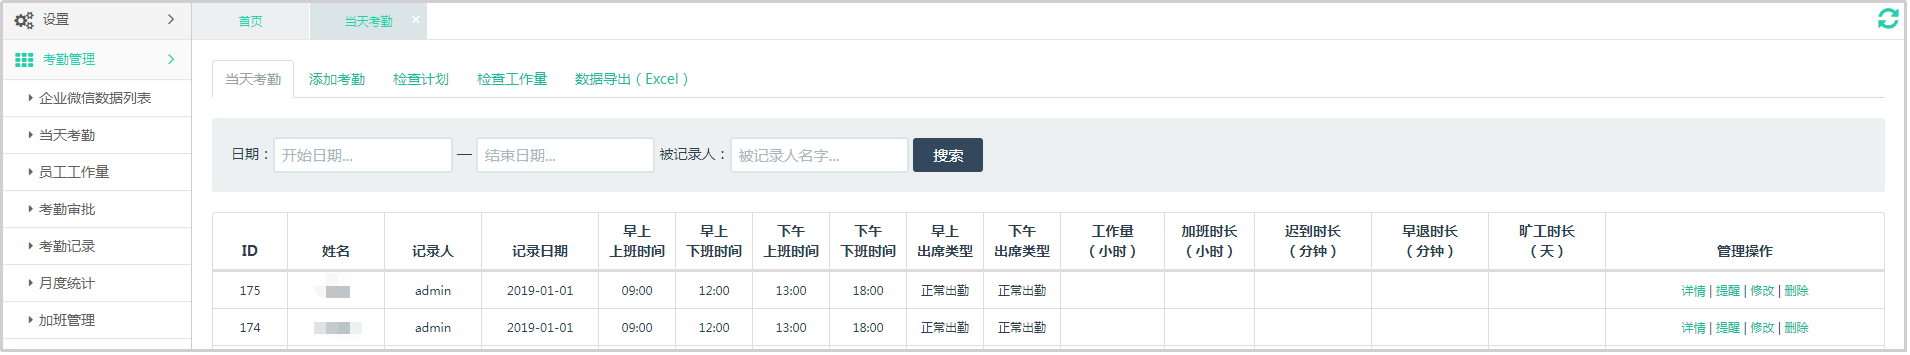 设置
首页
当天考勤
考勤管理
企业微信数据列表
当天考勤
员工工作量
考勤审批
考勤记录
月度统计
加班管理
当天考勤 添加考勤 检查计划 检查工作量 数据导出（Excel）
日期： 开始日期... — 结束日期... 被记录人： 被记录人名字... 搜索
ID 姓名 记录人 记录日期 早上上班时间 早上下班时间 下午上班时间 下午下班时间 早上出席类型 下午出席类型 工作量（小时） 加班时长（小时） 迟到时长（分钟） 早退时长（分钟） 旷工时长（天） 管理操作
175 admin 2019-01-01 09:00 12:00 13:00 18:00 正常出勤 正常出勤 详情 | 提醒 | 修改 | 删除
174 admin 2019-01-01 09:00 12:00 13:00 18:00 正常出勤 正常出勤 详情 | 提醒 | 修改 | 删除